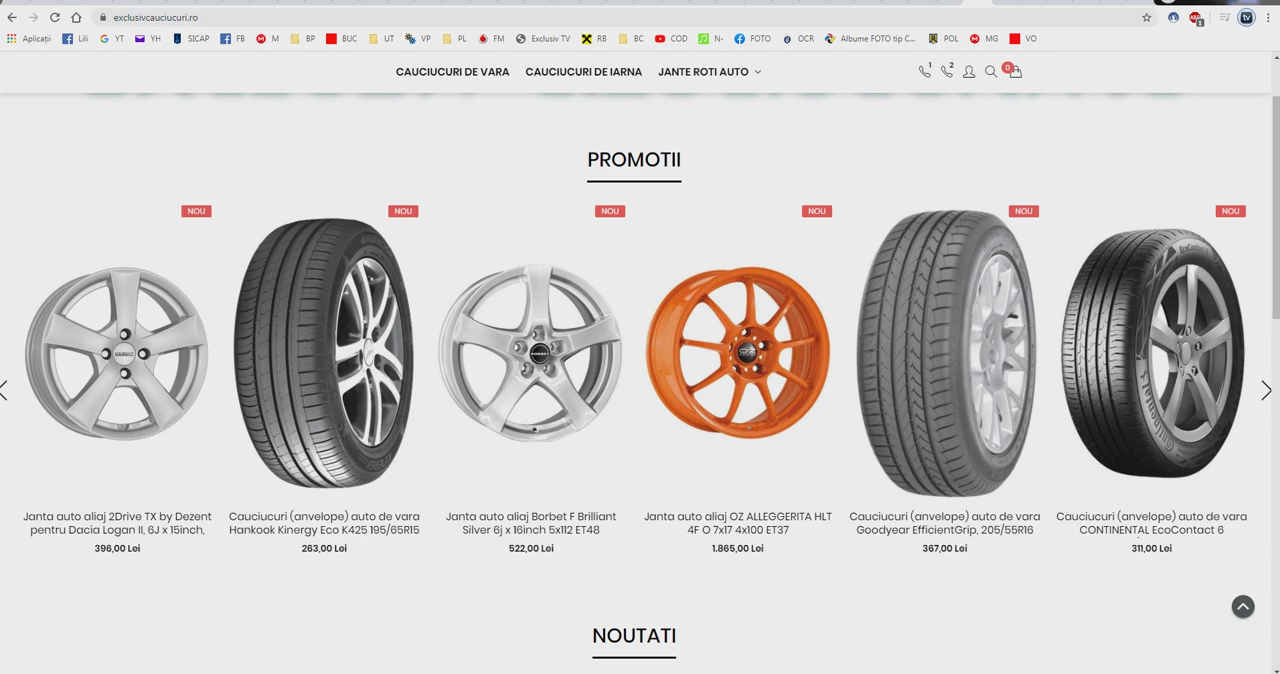 exclusivcauciucuri.ro
Aplicații Lili YT YH SICAP FB M BP BUC UT VP PL FM Exclusiv TV RB BC COD N- FOTO OCR Albume FOTO tip C... POL MG VO
CAUCIUCURI DE VARA CAUCIUCURI DE IARNA JANTE ROTI AUTO 1 2 0
PROMOTII
NOU NOU NOU NOU NOU NOU
Janta auto aliaj 2Drive TX by Dezent
pentru Dacia Logan II, 6J x 15inch,
396,00 Lei
Cauciucuri (anvelope) auto de vara
Hankook Kinergy Eco K425 195/65R15
263,00 Lei
Janta auto aliaj Borbet F Brilliant
Silver 6j x 16inch 5x112 ET48
522,00 Lei
Janta auto aliaj OZ ALLEGGERITA HLT
4F O 7x17 4x100 ET37
1.865,00 Lei
Cauciucuri (anvelope) auto de vara
Goodyear EfficientGrip, 205/55R16
367,00 Lei
Cauciucuri (anvelope) auto de vara
CONTINENTAL EcoContact 6
311,00 Lei
NOUTATI